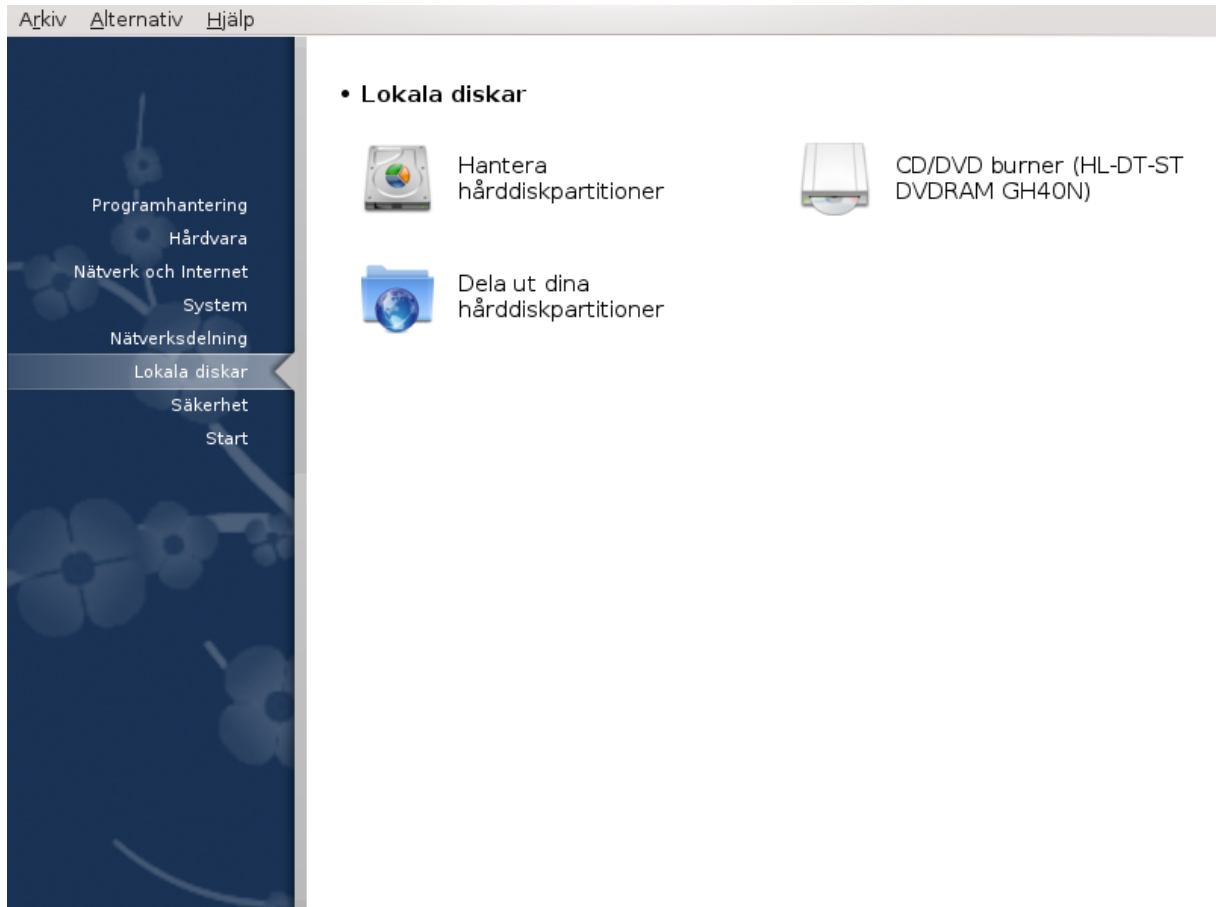 Arkiv Alternativ Hjälp
Programhantering
Hårdvara
Nätverk och Internet
System
Nätverksdelning
Lokala diskar
Säkerhet
Start
• Lokala diskar
Hantera
hårddiskpartitioner
CD/DVD burner (HL-DT-ST
DVDRAM GH40N)
Dela ut dina
hårddiskpartitioner